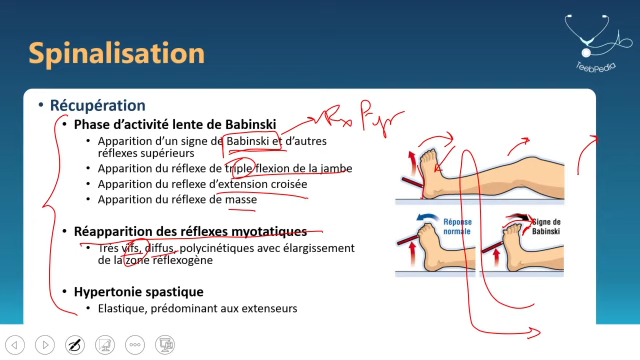 Spinalisation
TeebPedia
Récupération
Phase d'activité lente de Babinski
Apparition d'un signe de Babinski et d'autres
réflexes supérieurs
Apparition du réflexe de triple flexion de la jambe
Apparition du reflexe d'extension croisée
Apparition du réflexe de masse
Réapparition des réflexes myotatiques
Très vifs, diffus, polycinétiques avec élargissement
de la zone réflexogène
Hypertonie spastique
Elastique, prédominant aux extenseurs
Rx Pyr
Réponse
normale
Signe de
Babinski